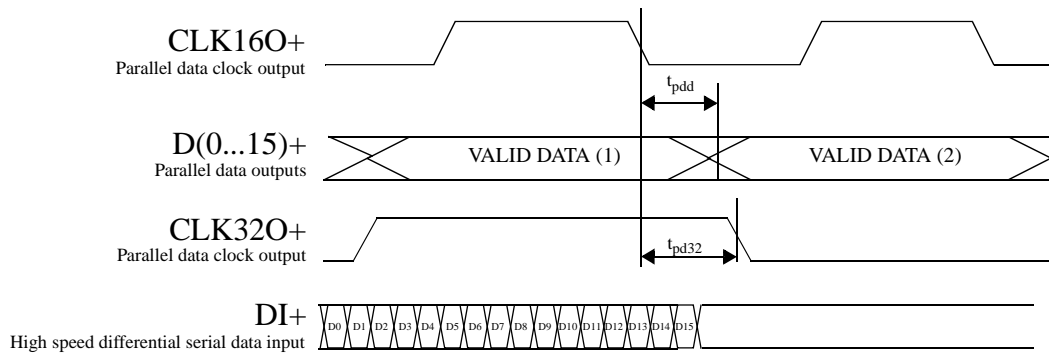 CLK16O+
Parallel data clock output
tpdd
D(0...15)+
Parallel data outputs
VALID DATA (1)
VALID DATA (2)
CLK32O+
Parallel data clock output
tpd32
DI+
High speed differential serial data input
D0 D1 D2 D3 D4 D5 D6 D7 D8 D9 D10 D11 D12 D13 D14 D15